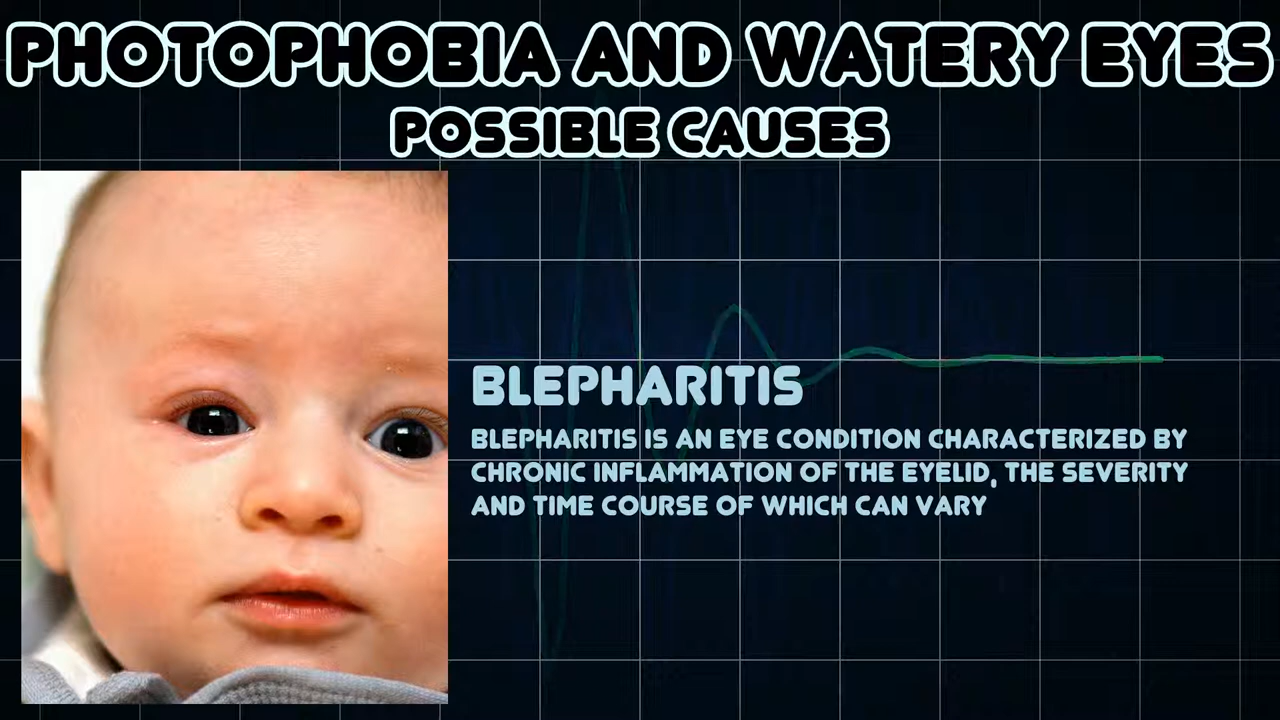 PHOTOPHOBIA AND WATERY EYES
POSSIBLE CAUSES
BLEPHARITIS
BLEPHARITIS IS AN EYE CONDITION CHARACTERIZED BY
CHRONIC INFLAMMATION OF THE EYELID, THE SEVERITY
AND TIME COURSE OF WHICH CAN VARY